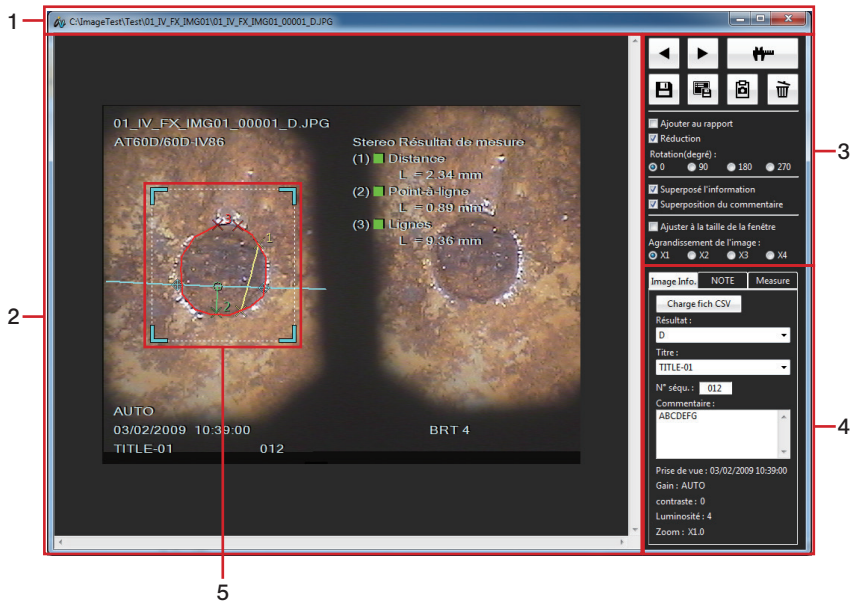 1
C:\ImageTest\Test\01_IV_FX_IMG01\01_IV_FX_IMG01_00001_D.JPG
2
01_IV_FX_IMG01_00001_D.JPG
AT60D/60D-IV86
Stereo Résultat de mesure
(1) Distance
L = 2.34 mm
(2) Point-à-ligne
L = 0.89 mm
(3) Lignes
L = 9.36 mm
3
1
2
AUTO
03/02/2009 10:39:00
TITLE-01 012
BRT 4
5
3
Ajouter au rapport
Réduction
Rotation(degré) :
0 90 180 270
Superposé l'information
Superposition du commentaire
Ajuster à la taille de la fenêtre
Agrandissement de l'image :
X1 X2 X3 X4
4
Image Info. NOTE Measure
Charge fich CSV
Résultat :
D
Titre :
TITLE-01
N° séqu. : 012
Commentaire :
ABCDEFG
Prise de vue : 03/02/2009 10:39:00
Gain : AUTO
contraste : 0
Luminosité : 4
Zoom : X1.0